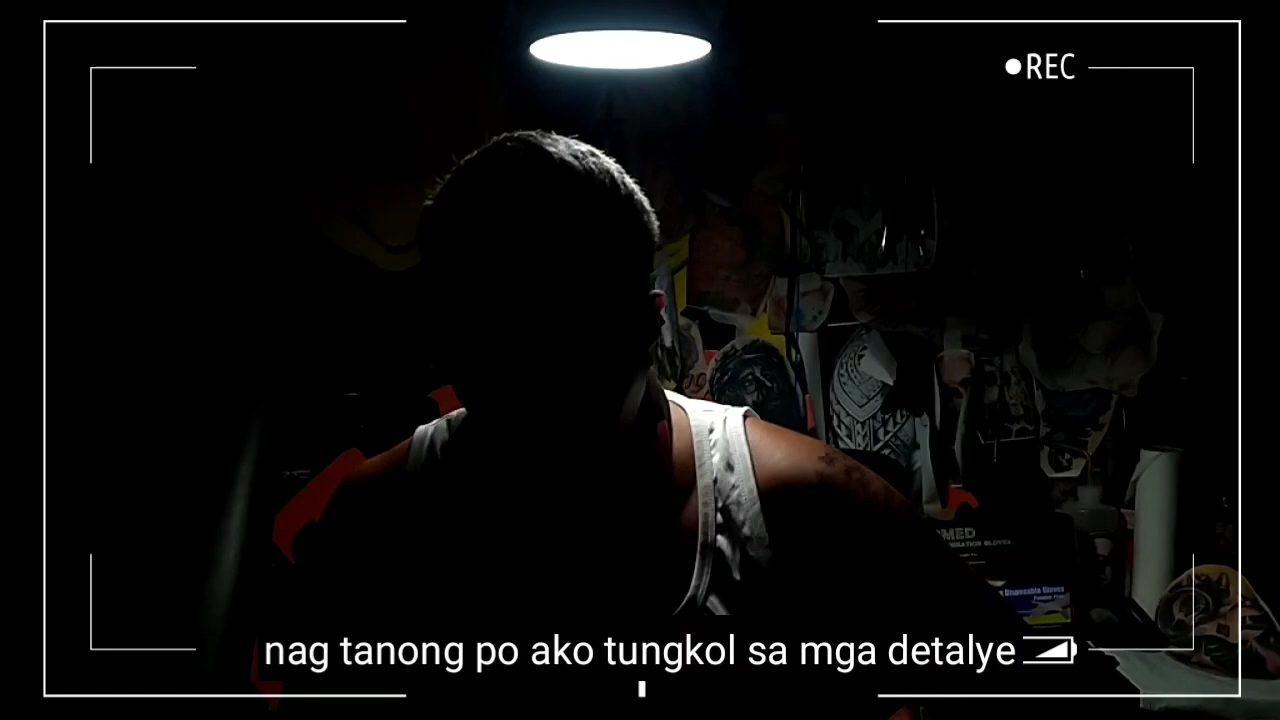 REC
MED
Disposable Gloves
nag tanong po ako tungkol sa mga detalye